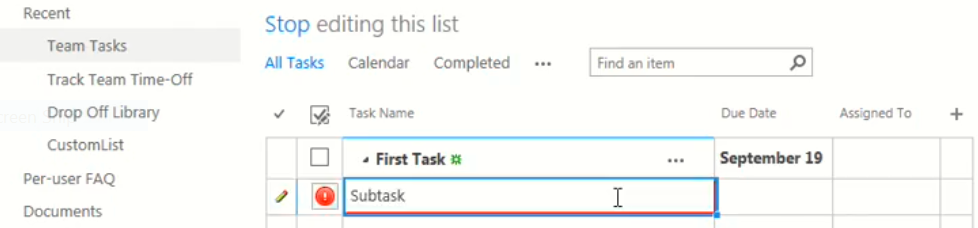 Recent
Team Tasks
Track Team Time-Off
Drop Off Library
CustomList
Per-user FAQ
Documents
Stop editing this list
All Tasks Calendar Completed ••• Find an item
Task Name Due Date Assigned To +
First Task ••• September 19
Subtask